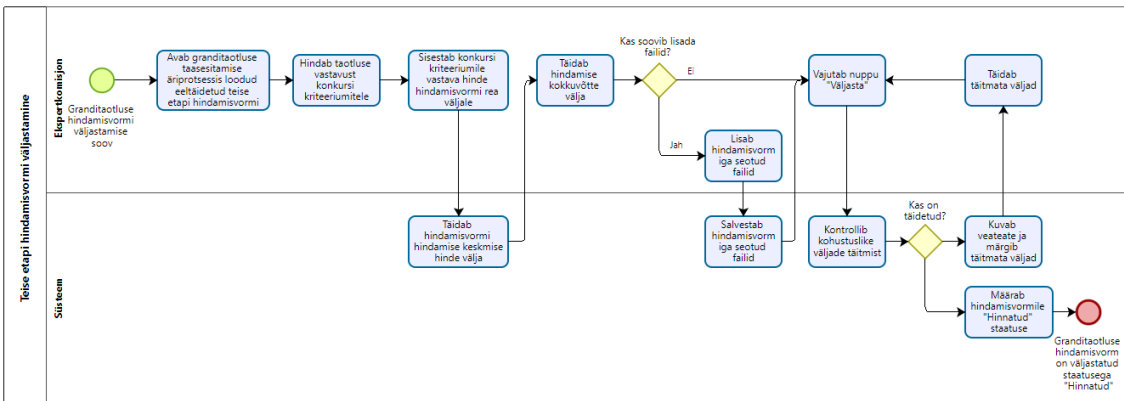 Teise etapi hindamisvormi väljastamine
Ekspertkomisjon
Granditaotluse
hindamisvormi
väljastamise
soov
Avab granditaotluse
taasesitamise
äriprotsessis loodud
eeltäidetud teise
etapi hindamisvormi
Hindab taotluse
vastavust
konkursi
kriteeriumitele
Sisestab konkursi
kriteeriumile
vastava hinde
hindamisvormi rea
väljale
Täidab
hindamise
kokkuvõtte
välja
Kas soovib lisada
failid?
Ei
Jah
Lisab
hindamisvorm
iga seotud
failid
Vajutab nuppu
"Väljasta"
Täidab
täitmata väljad
Süsteem
Täidab
hindamisvormi
hindamise keskmise
hinde välja
Salvestab
hindamisvorm
iga seotud
failid
Kontrollib
kohustuslike
väljade täitmist
Kas on
täidetud?
Kuvab
veateate ja
märgib
täitmata väljad
Määrab
hindamisvormile
"Hinnatud"
staatuse
Granditaotluse
hindamisvorm
on väljastatud
staatusega
"Hinnatud"